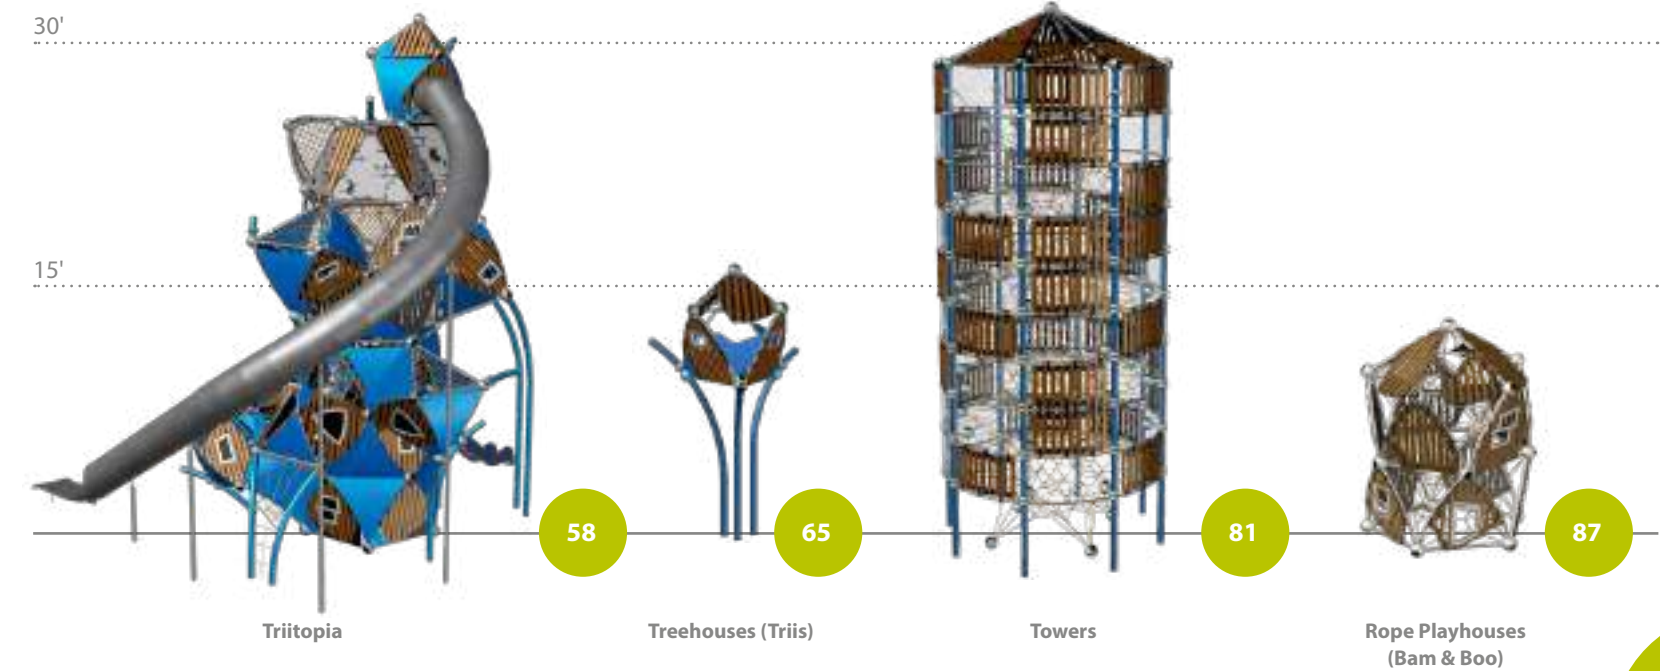 30'
15'
58
65
81
87
Triitopia
Treehouses (Triis)
Towers
Rope Playhouses
(Bam & Boo)